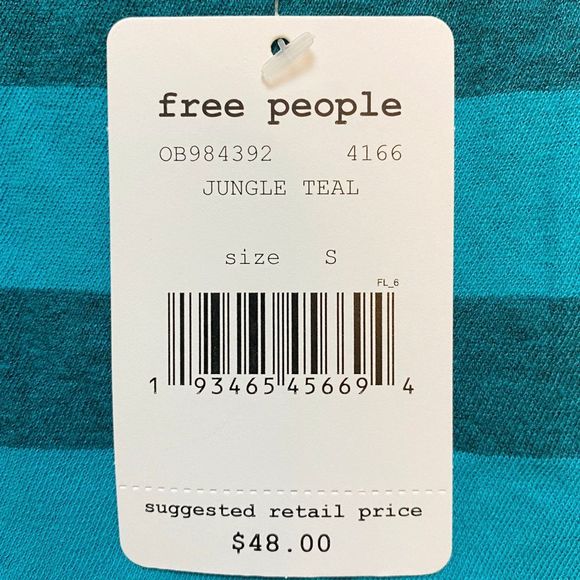 free people
OB984392 4166
JUNGLE TEAL
size S
FL_6
1 93465 45669 4
suggested retail price
$48.00